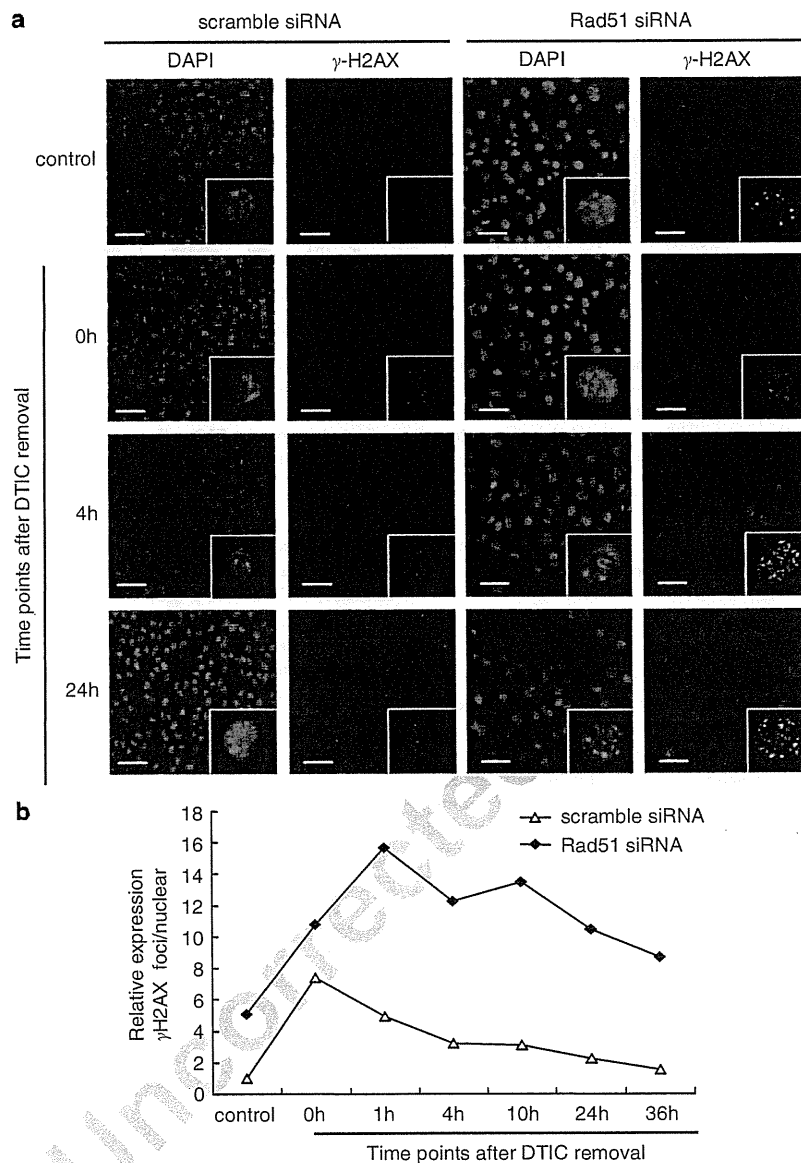 a
scramble siRNA
Rad51 siRNA
DAPI
γ-H2AX
DAPI
γ-H2AX
control
0h
4h
24h
Time points after DTIC removal
b
18
16
14
12
10
8
6
4
2
0
Relative expression
γH2AX foci/nuclear
scramble siRNA
Rad51 siRNA
control
0h
1h
4h
10h
24h
36h
Time points after DTIC removal
Uncorrected